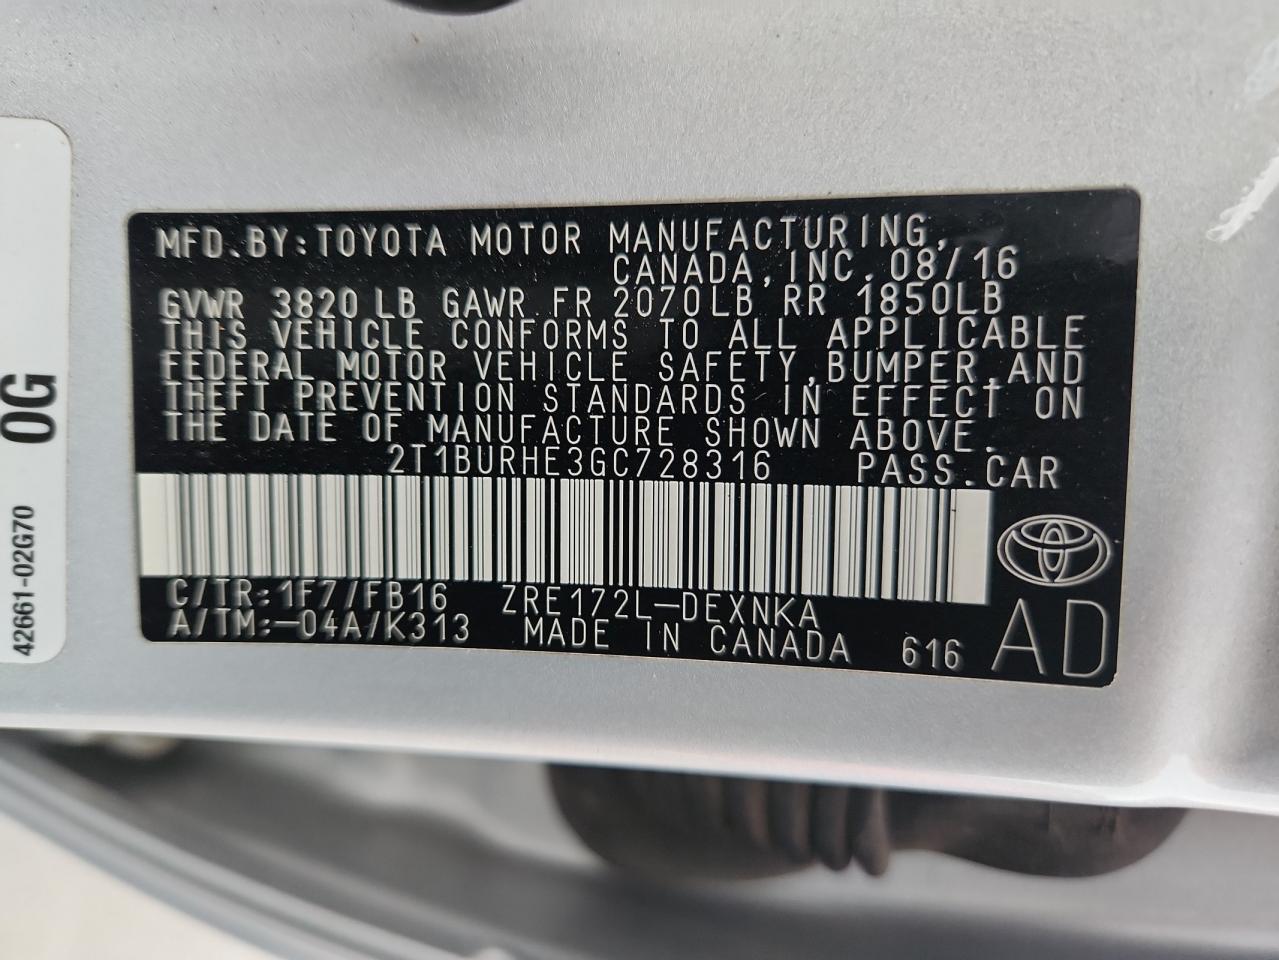 MFD.BY:TOYOTA MOTOR MANUFACTURING,
CANADA,INC.08/16
GVWR 3820LB GAWR FR 2070LB RR 1850LB
THIS VEHICLE CONFORMS TO ALL APPLICABLE
FEDERAL MOTOR VEHICLE SAFETY,BUMPER,AND
THEFT PREVENTION STANDARDS IN EFFECT ON
THE DATE OF MANUFACTURE SHOWN ABOVE.
2T1BURHE3GC728316 PASS.CAR
C/TR:1F7/FB16 ZRE172L-DEXNKA
A/TM:-04A/K313 MADE IN CANADA 616 AD
42661-02G70 0G